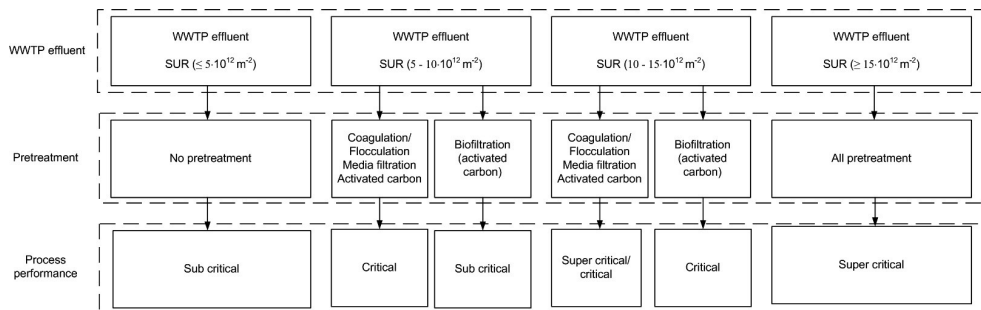 WWTP effluent
WWTP effluent
SUR (≤ 5·10¹² m⁻²)
WWTP effluent
SUR (5 - 10·10¹² m⁻²)
WWTP effluent
SUR (10 - 15·10¹² m⁻²)
WWTP effluent
SUR (≥ 15·10¹² m⁻²)
Pretreatment
No pretreatment
Coagulation/
Flocculation
Media filtration
Activated carbon
Biofiltration
(activated
carbon)
Coagulation/
Flocculation
Media filtration
Activated carbon
Biofiltration
(activated
carbon)
All pretreatment
Process
performance
Sub critical
Critical
Sub critical
Super critical/
critical
Critical
Super critical